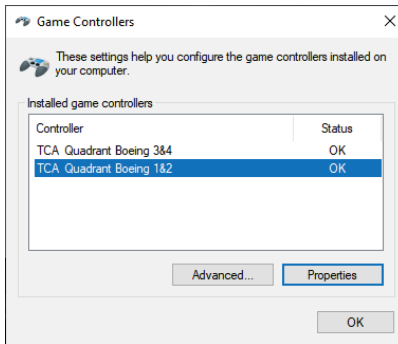 Game Controllers
These settings help you configure the game controllers installed on
your computer.
Installed game controllers
Controller Status
TCA Quadrant Boeing 3&4 OK
TCA Quadrant Boeing 1&2 OK
Advanced... Properties
OK